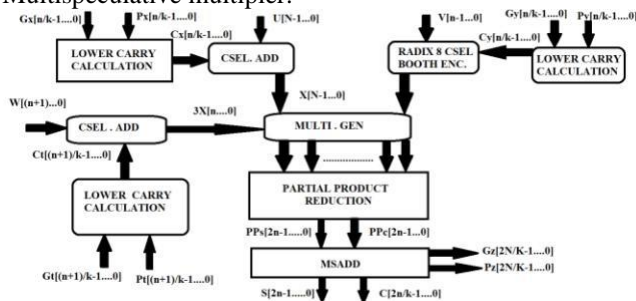 Multispeculative multiplier:
Gx[n/k-1....0] Px[n/k-1...0] U[N-1...0] V[n-1...0] Gy[n/k-1....0] Pv[n/k-1...0]
Cx[n/k-1....0] Cy[n/k-1....0]
LOWER CARRY
CALCULATION
CSEL. ADD
RADIX 8 CSEL
BOOTH ENC.
LOWER CARRY
CALCULATION
W[(n+1)...0] 3X[n....0] X[N-1...0]
CSEL . ADD
MULTI . GEN
Ct[(n+1)/k-1....0]
LOWER CARRY
CALCULATION
PARTIAL PRODUCT
REDUCTION
PPs[2n-1....0] PPc[2n-1...0]
MSADD
Gz[2N/K-1....0]
Pz[2N/K-1....0]
Gt[(n+1)/k-1....0] Pt[(n+1)/k-1...0] S[2n-1.....0] C[2n/k-1....0]